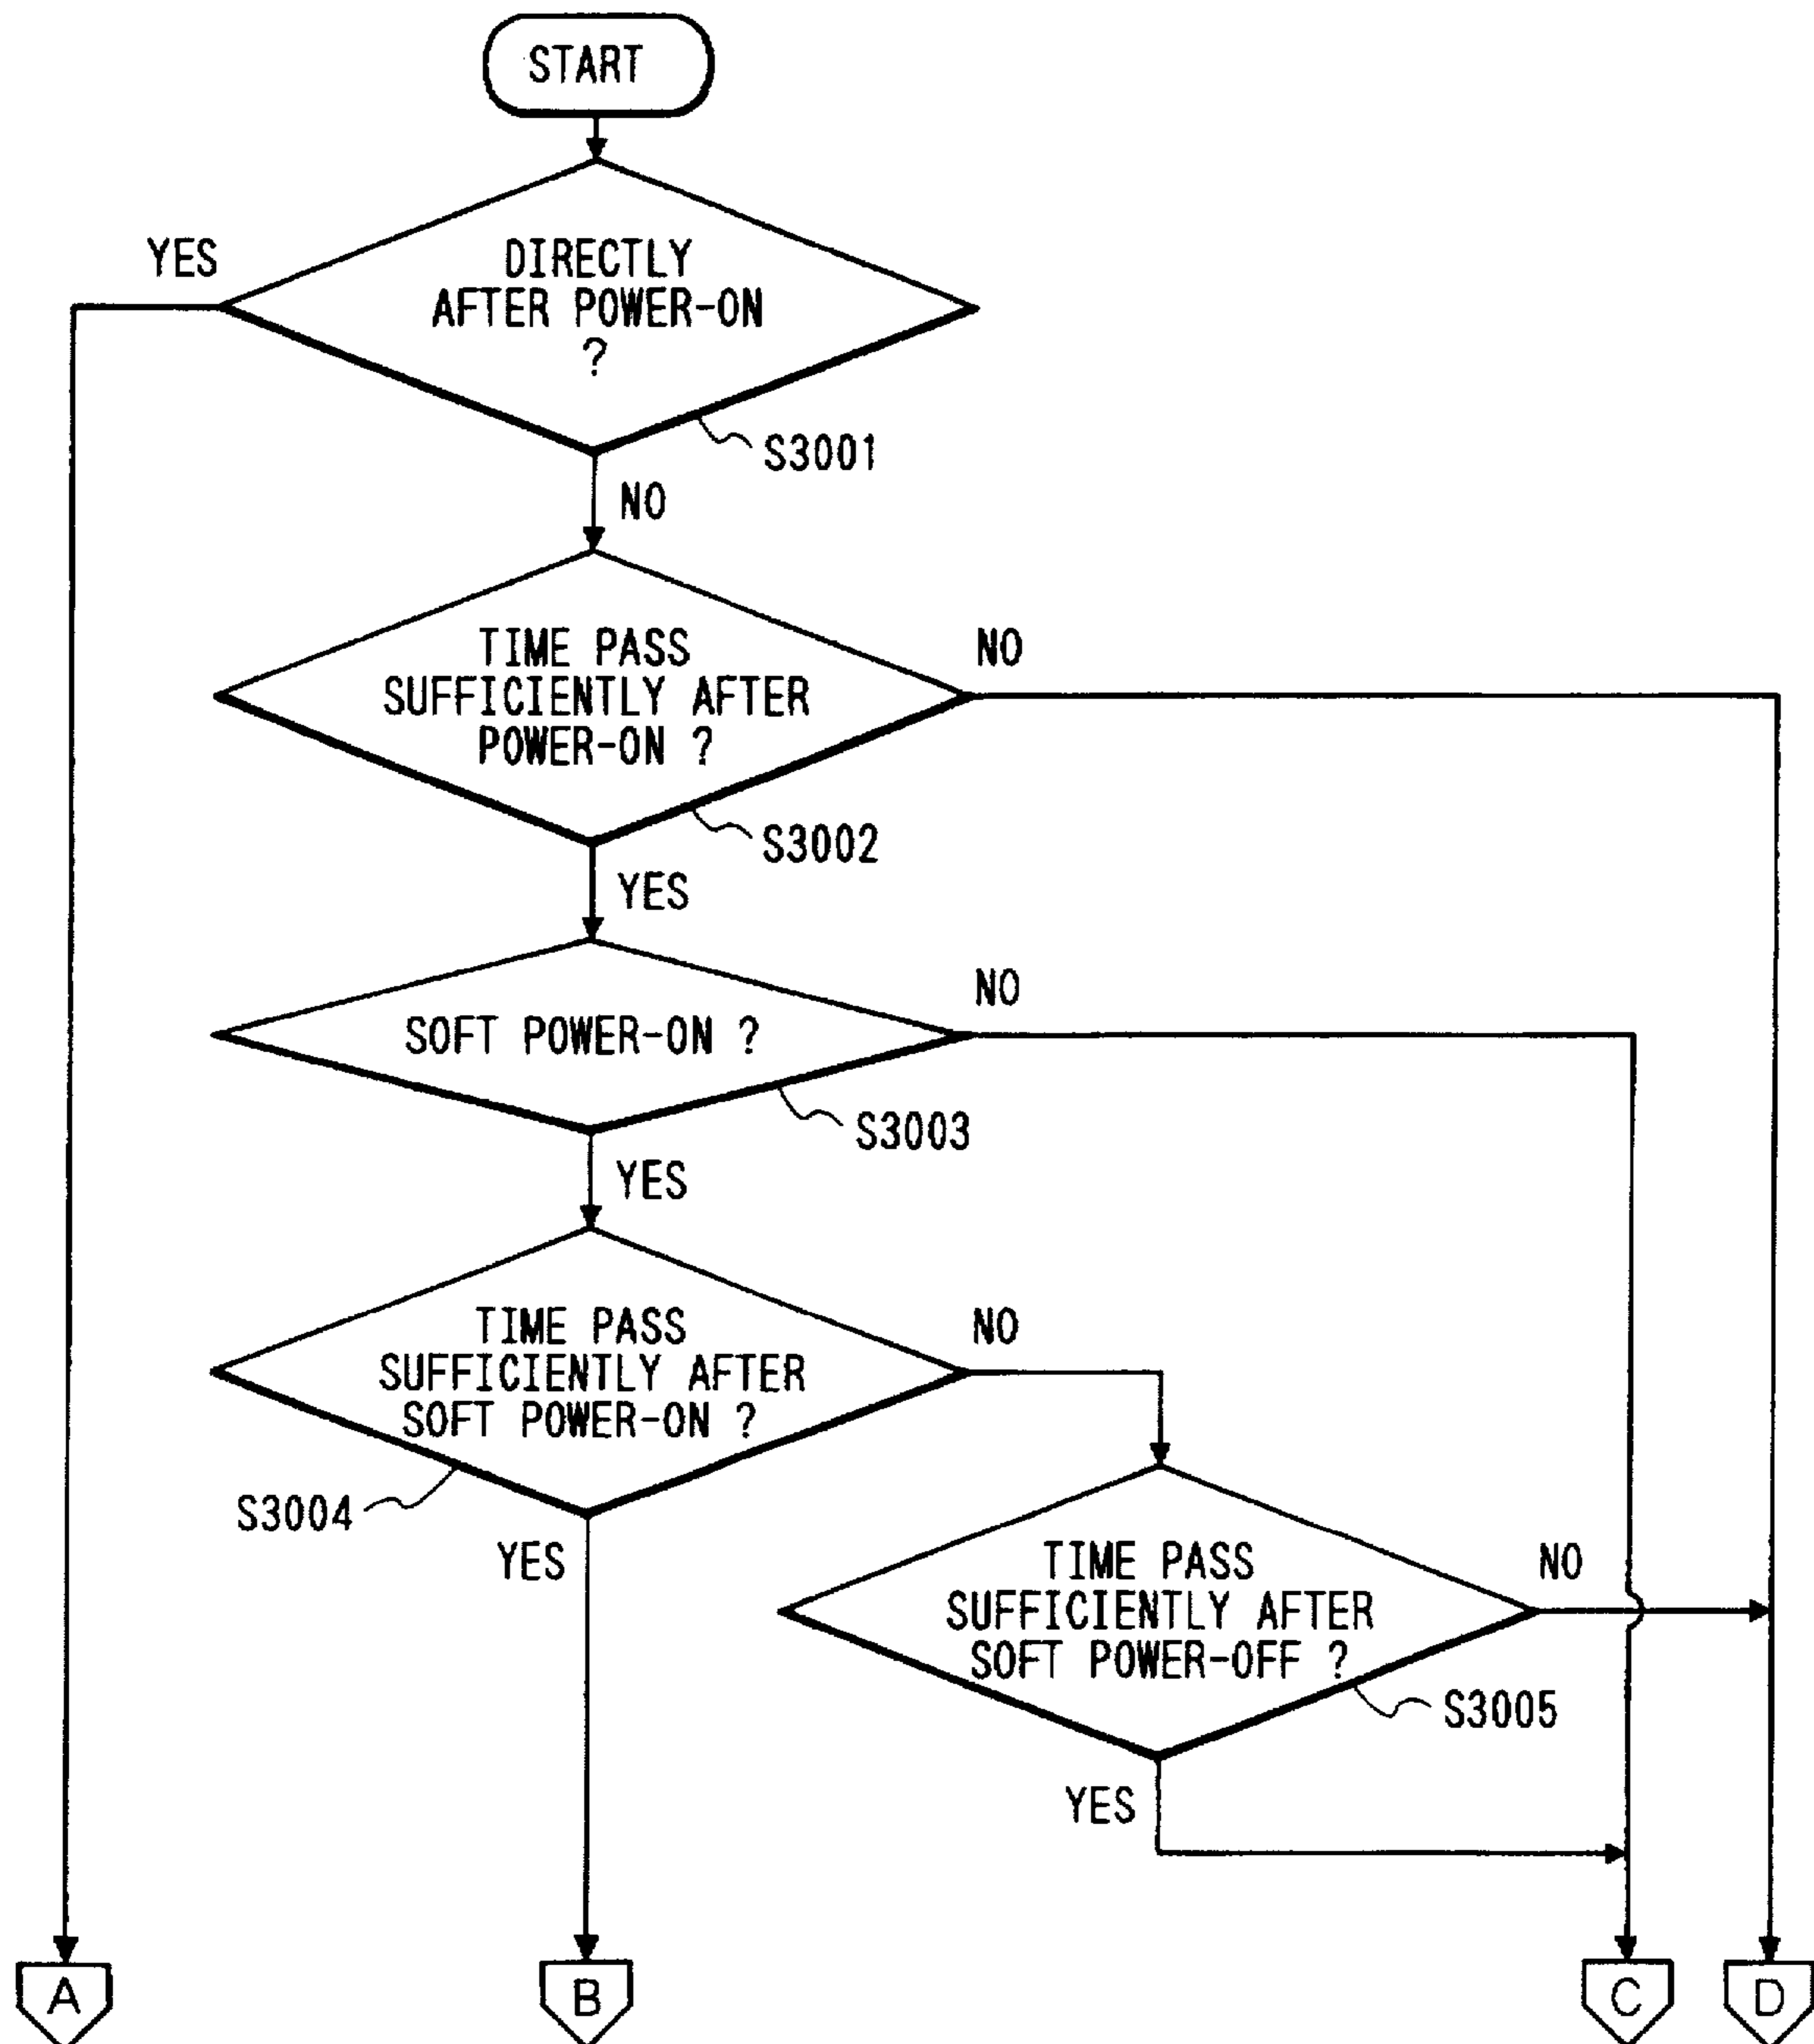 START
YES
DIRECTLY
AFTER POWER-ON
?
S3001
NO
TIME PASS
SUFFICIENTLY AFTER
POWER-ON ?
NO
S3002
YES
SOFT POWER-ON ?
NO
S3003
YES
TIME PASS
SUFFICIENTLY AFTER
SOFT POWER-ON ?
NO
S3004
YES
TIME PASS
SUFFICIENTLY AFTER
SOFT POWER-OFF ?
NO
S3005
YES
A
B
C
D